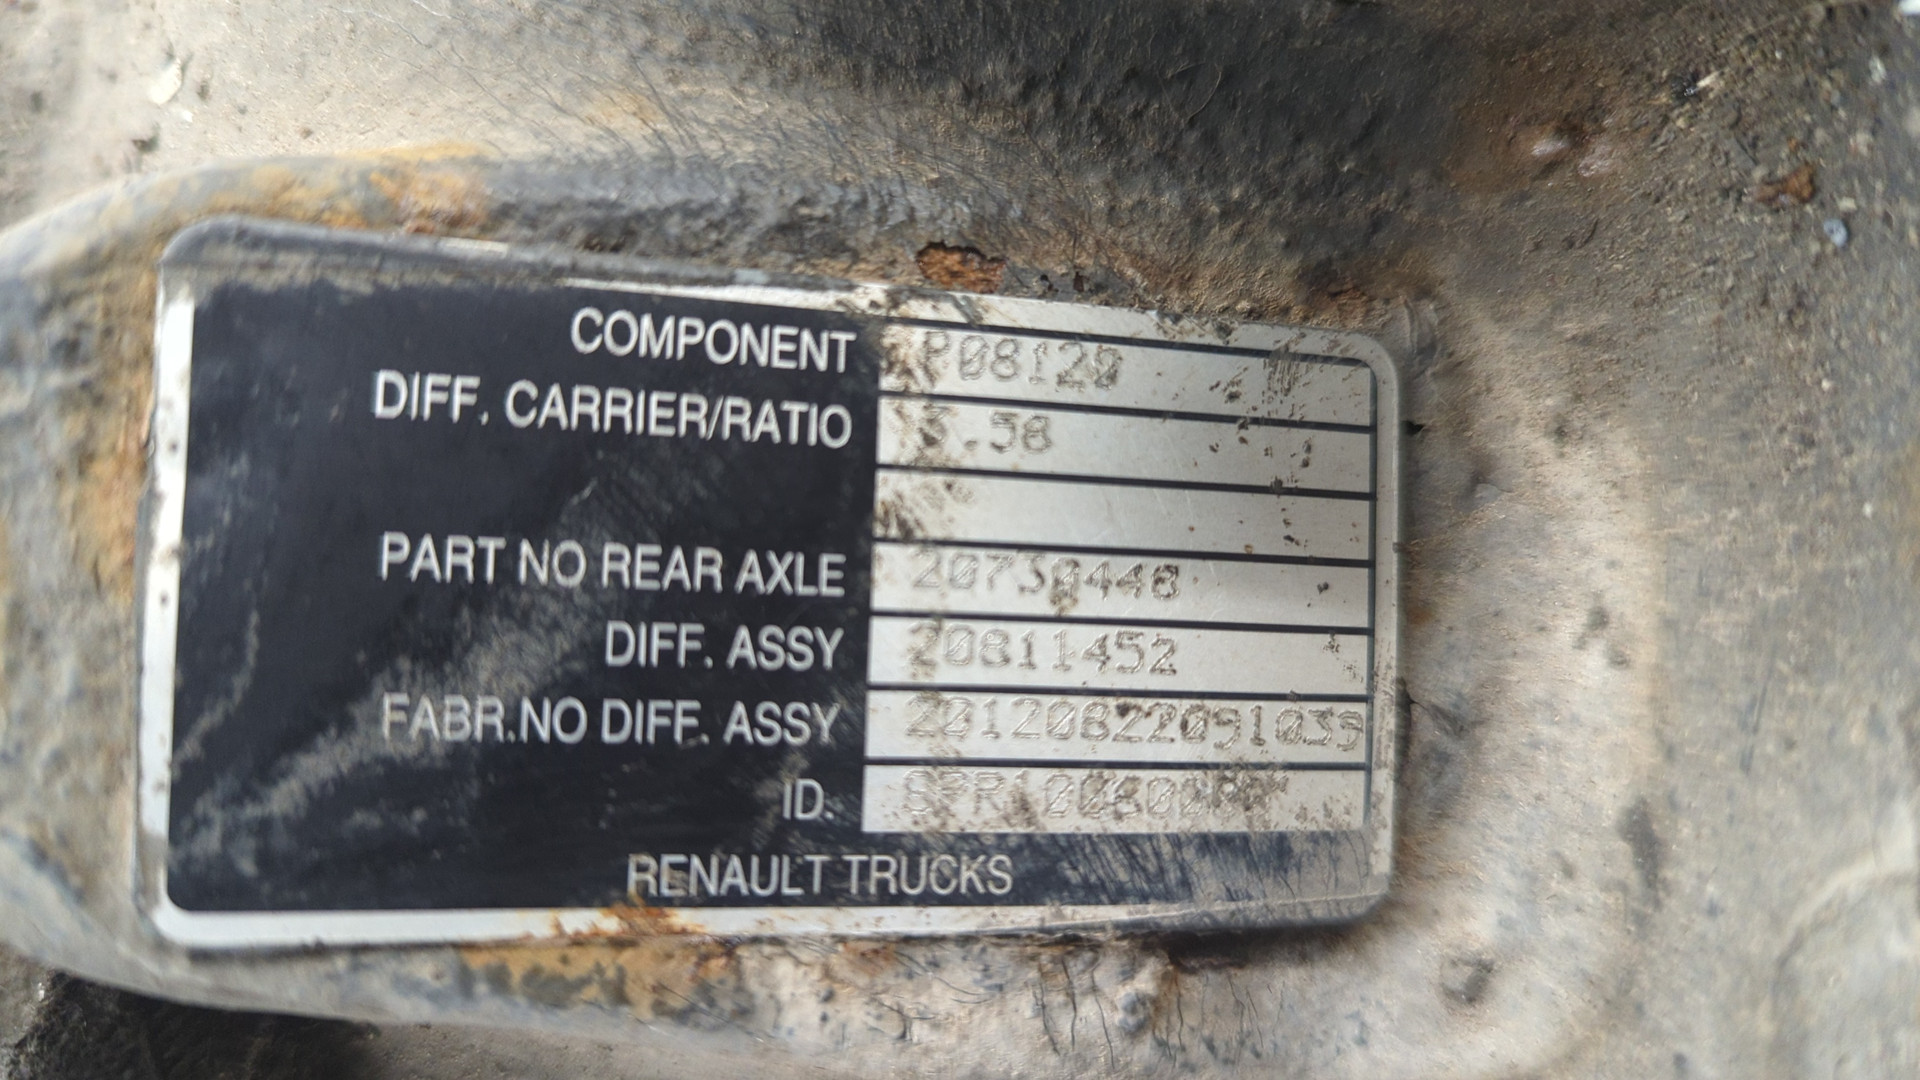 COMPONENT P08120
DIFF. CARRIER/RATIO 3.58
PART NO REAR AXLE 20730448
DIFF. ASSY 20811452
FABR.NO DIFF. ASSY 20120822091039
ID.
RENAULT TRUCKS